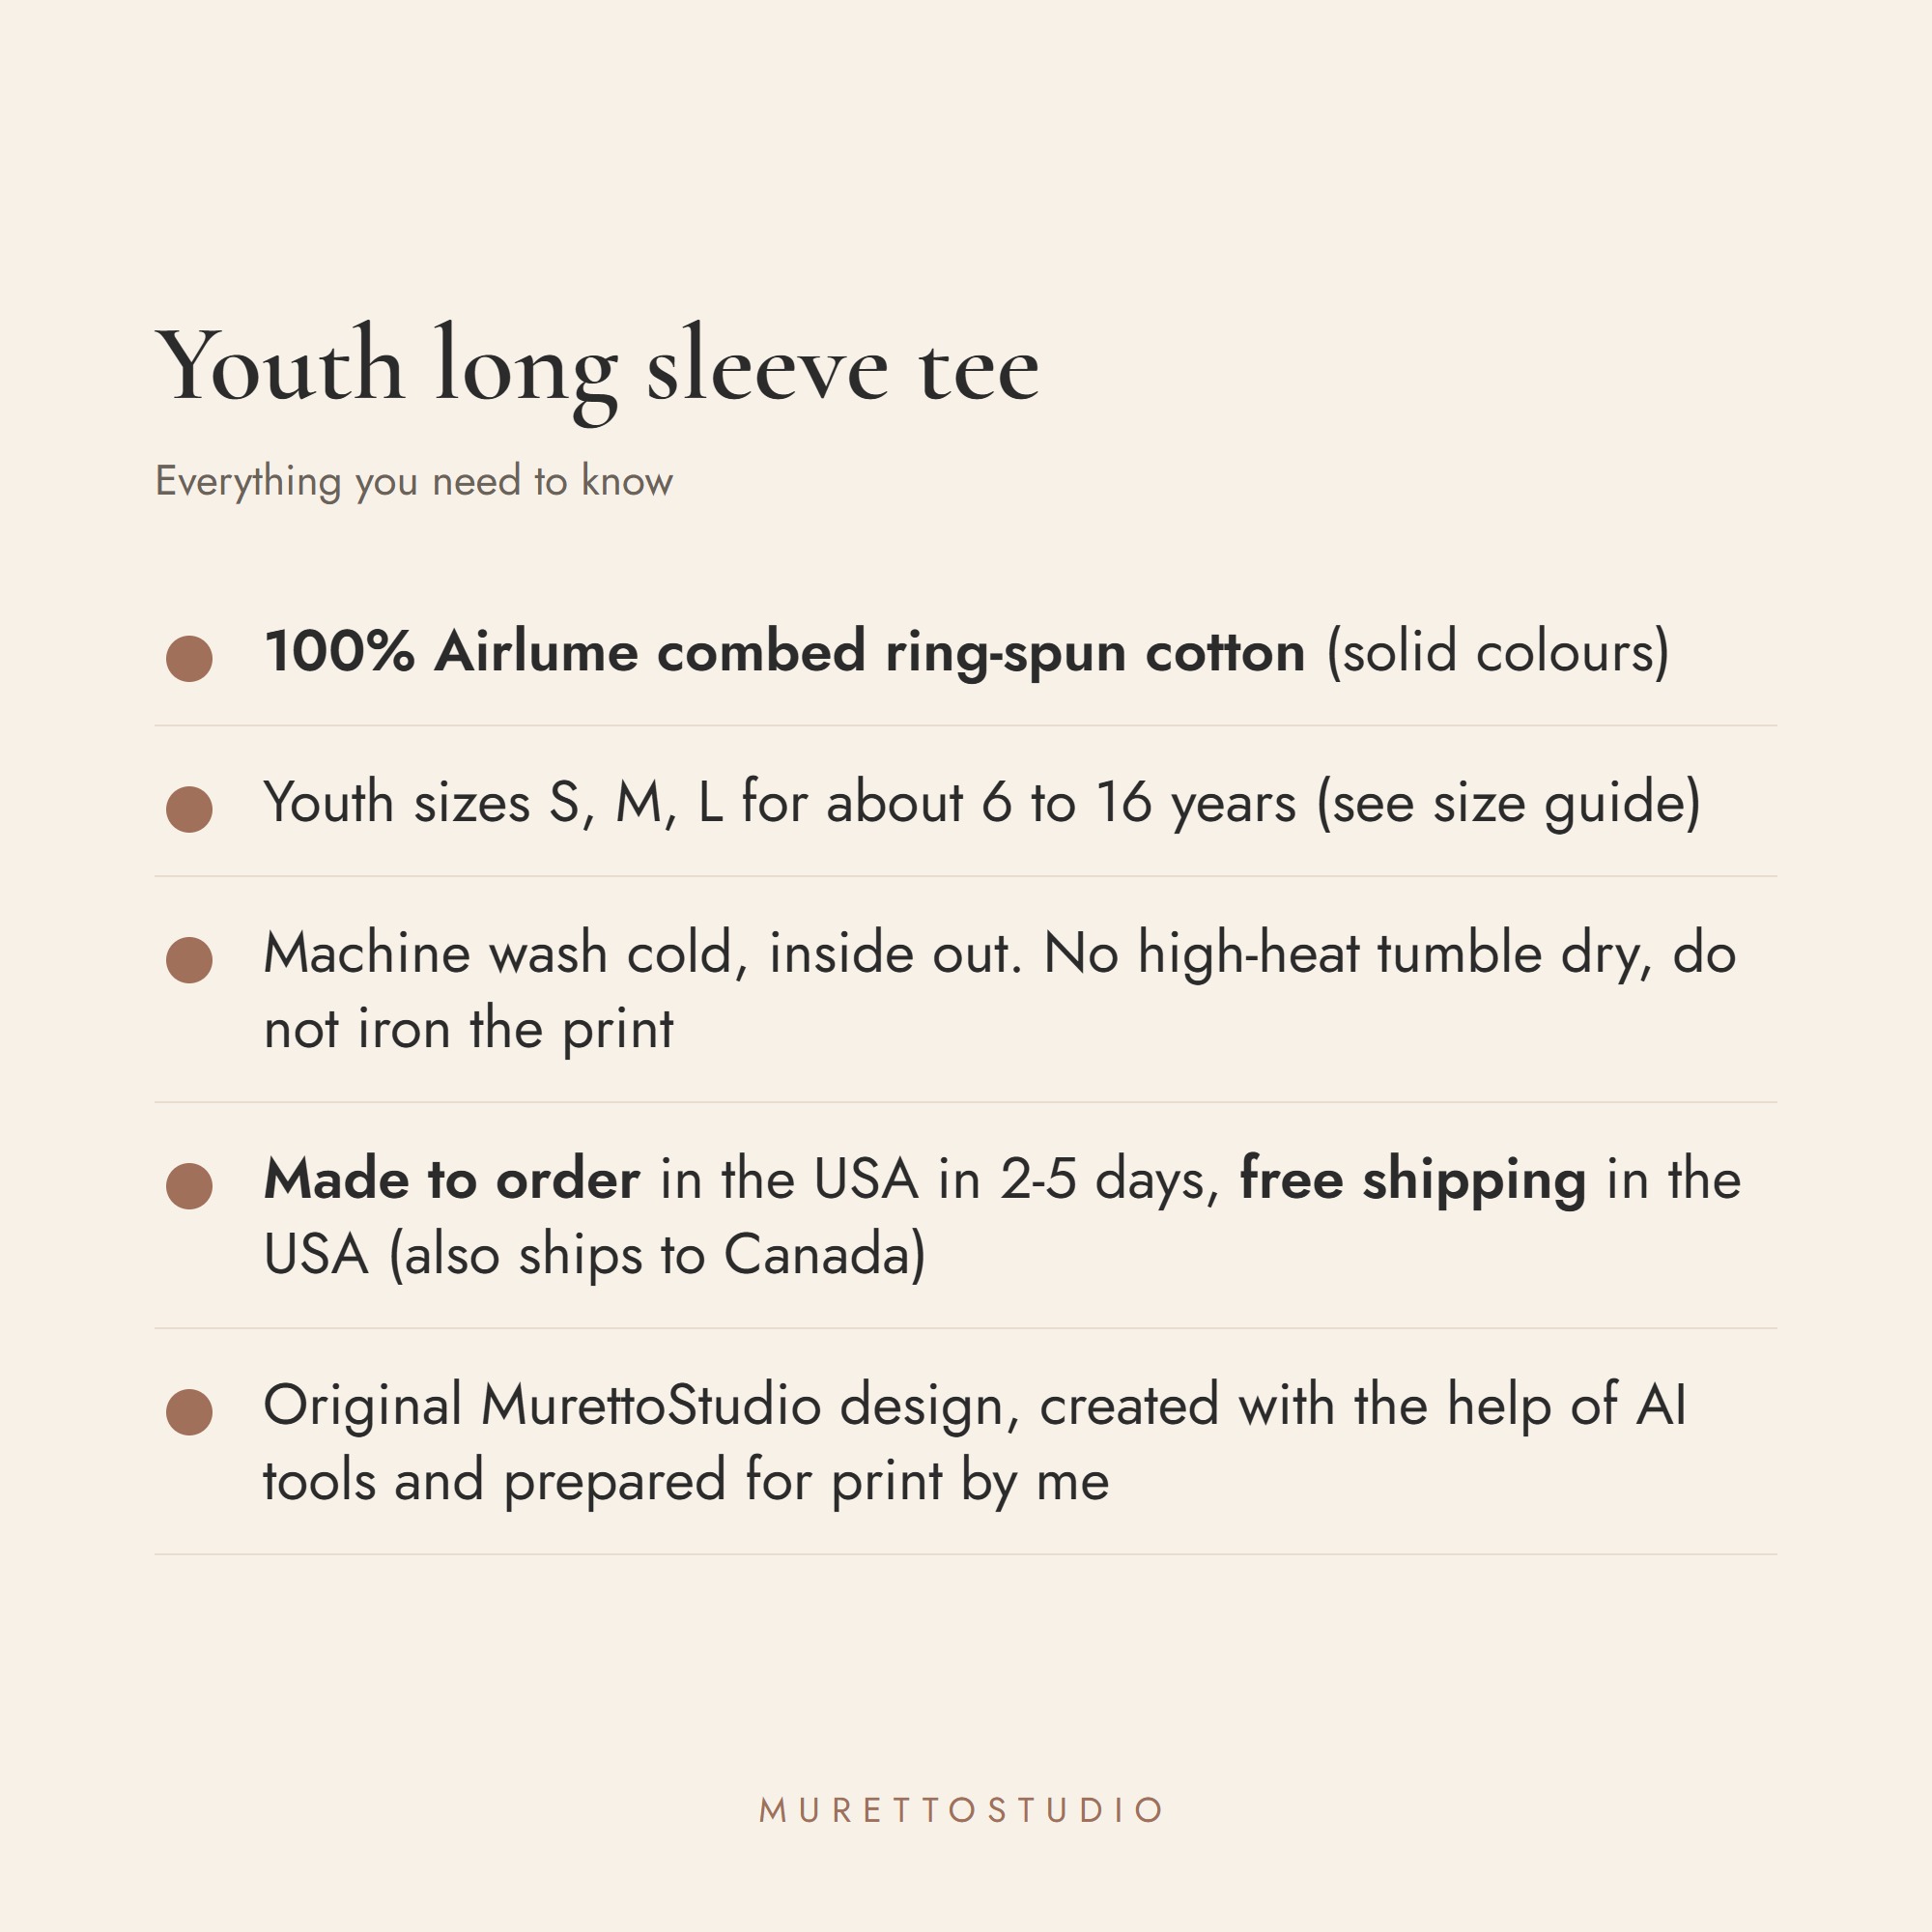 Youth long sleeve tee
Everything you need to know
100% Airlume combed ring-spun cotton (solid colours)
Youth sizes S, M, L for about 6 to 16 years (see size guide)
Machine wash cold, inside out. No high-heat tumble dry, do
not iron the print
Made to order in the USA in 2-5 days, free shipping in the
USA (also ships to Canada)
Original MurettoStudio design, created with the help of AI
tools and prepared for print by me
MURETTOSTUDIO